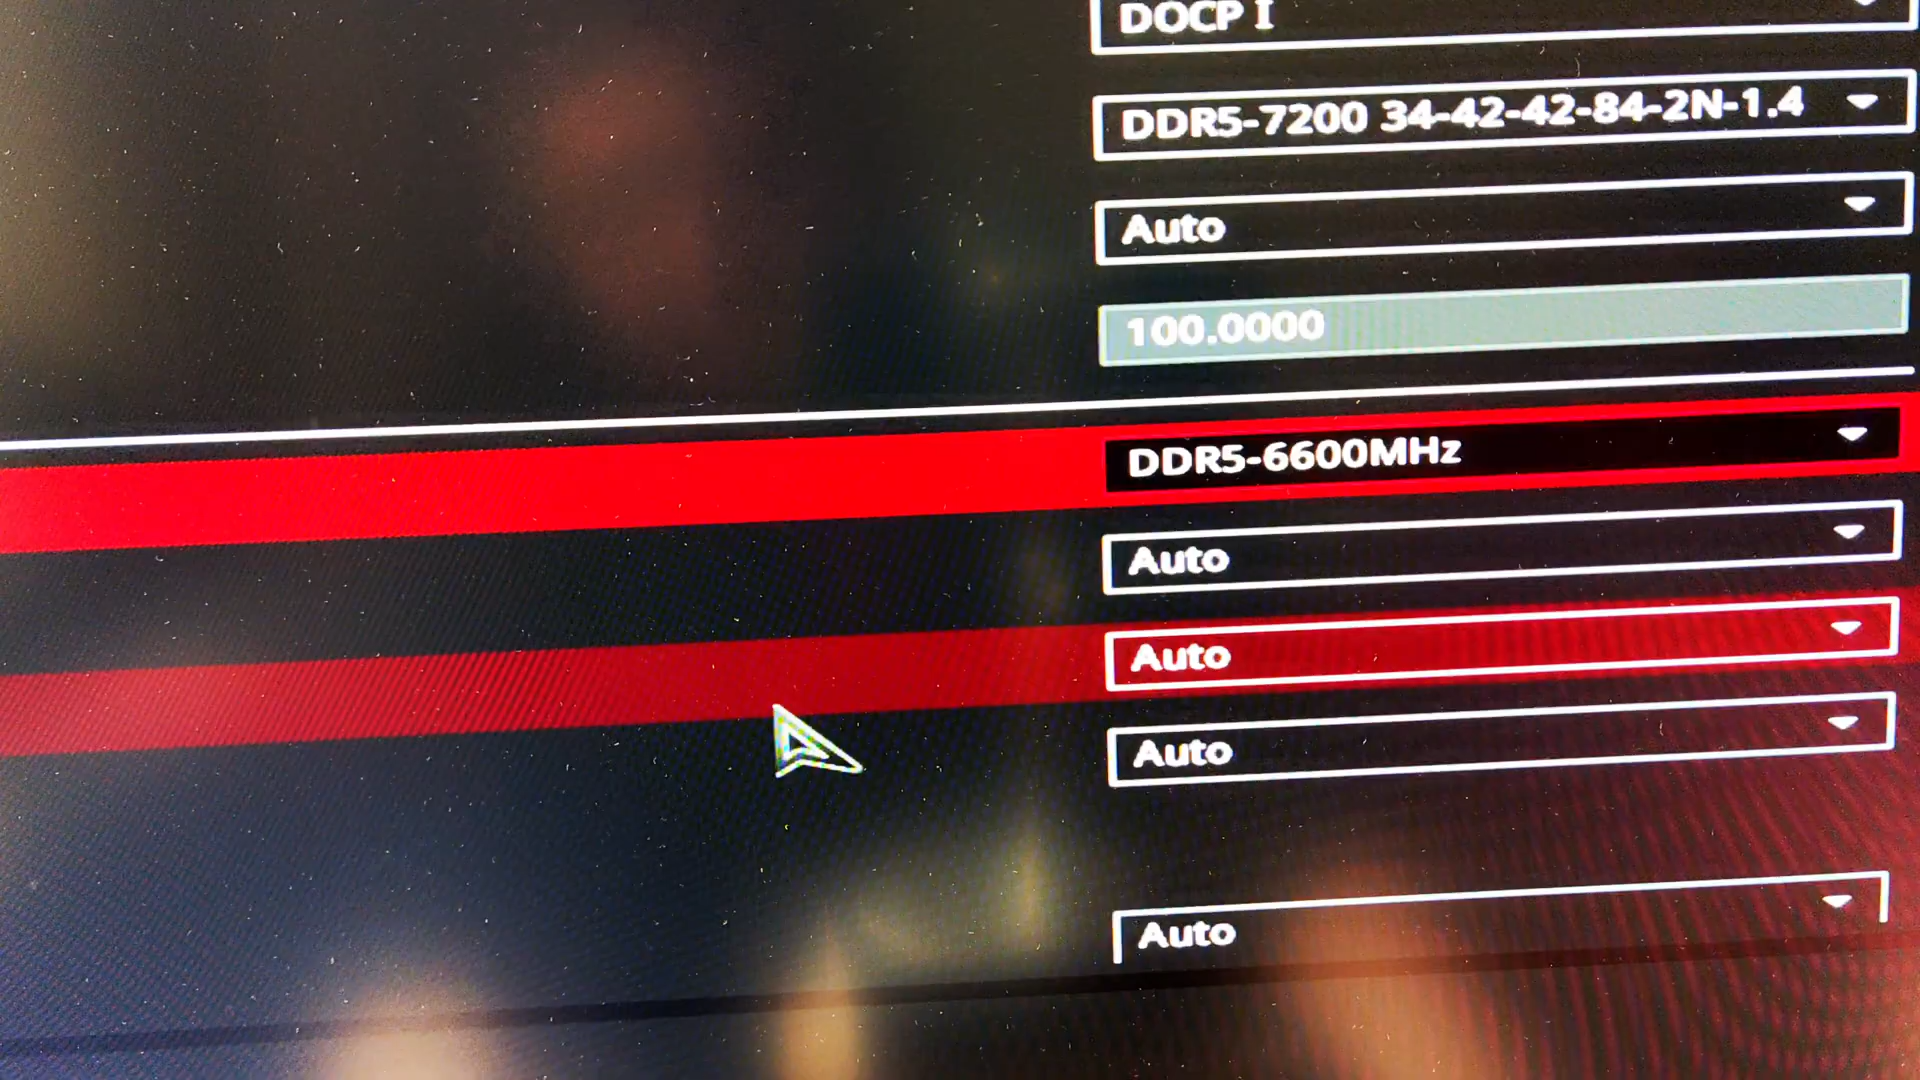 DOCP I
DDR5-7200 34-42-42-84-2N-1.4
Auto
100.0000
DDR5-6600MHz
Auto
Auto
Auto
Auto